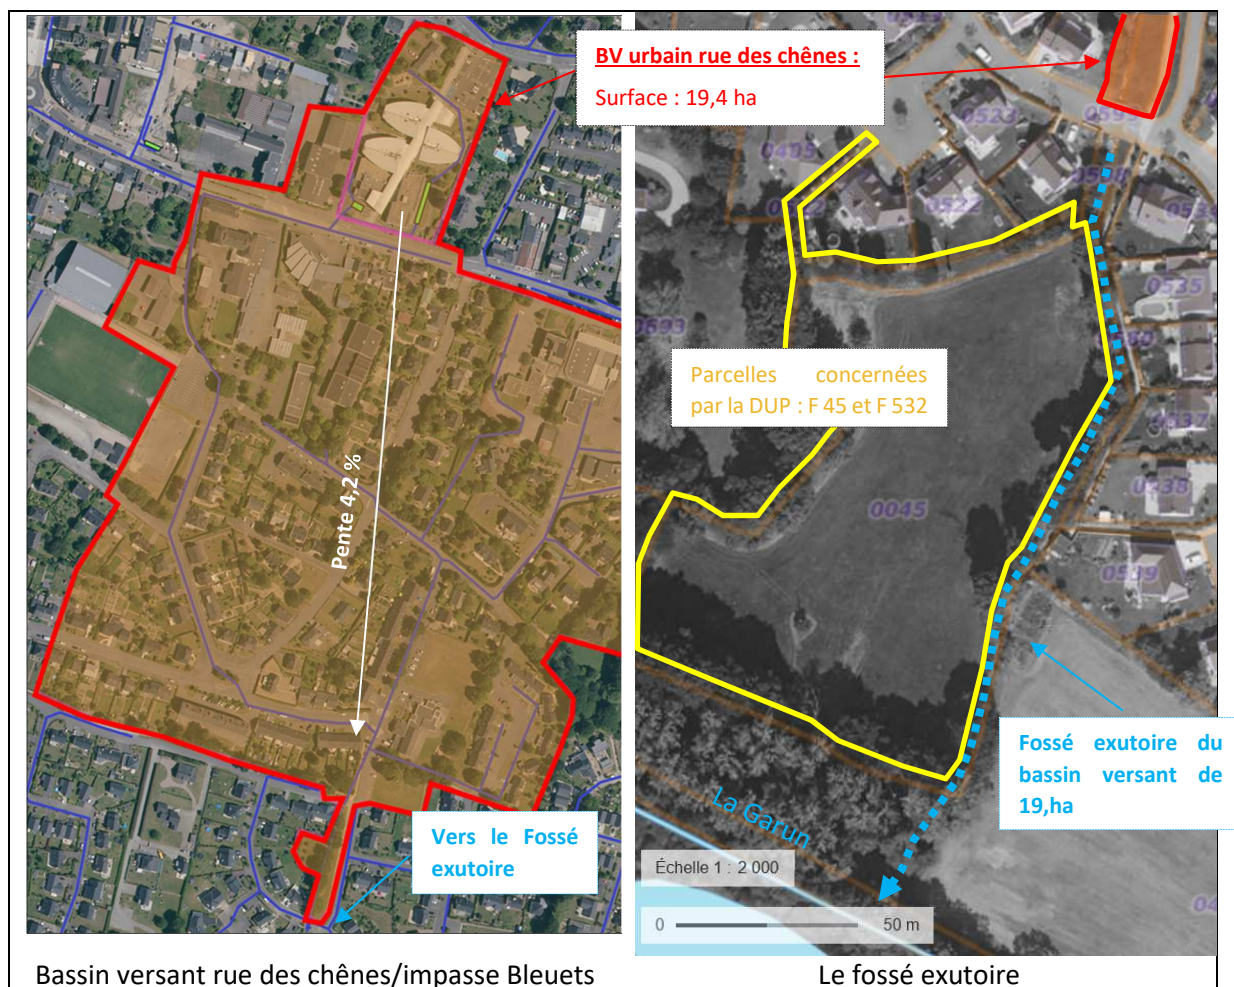 BV urbain rue des chênes :
Surface : 19,4 ha
Pente 4,2 %
Vers le Fossé
exutoire
0405
0523
0522
0535
0537
0538
0539
0693
Parcelles concernées
par la DUP : F 45 et F 532
0045
Fossé exutoire du
bassin versant de
19,ha
La Garun
Échelle 1 : 2 000
0 50 m
Bassin versant rue des chênes/impasse Bleuets
Le fossé exutoire